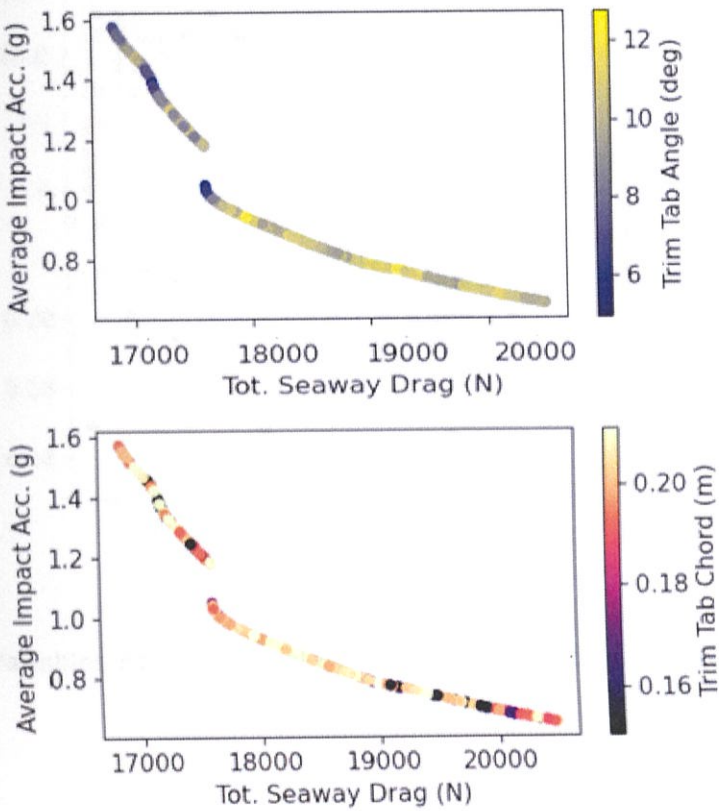 1.6
1.4
1.2
1.0
0.8
Average Impact Acc. (g)
17000 18000 19000 20000
Tot. Seaway Drag (N)
12
10
8
6
Trim Tab Angle (deg)
1.6
1.4
1.2
1.0
0.8
Average Impact Acc. (g)
17000 18000 19000 20000
Tot. Seaway Drag (N)
0.20
0.18
0.16
Trim Tab Chord (m)